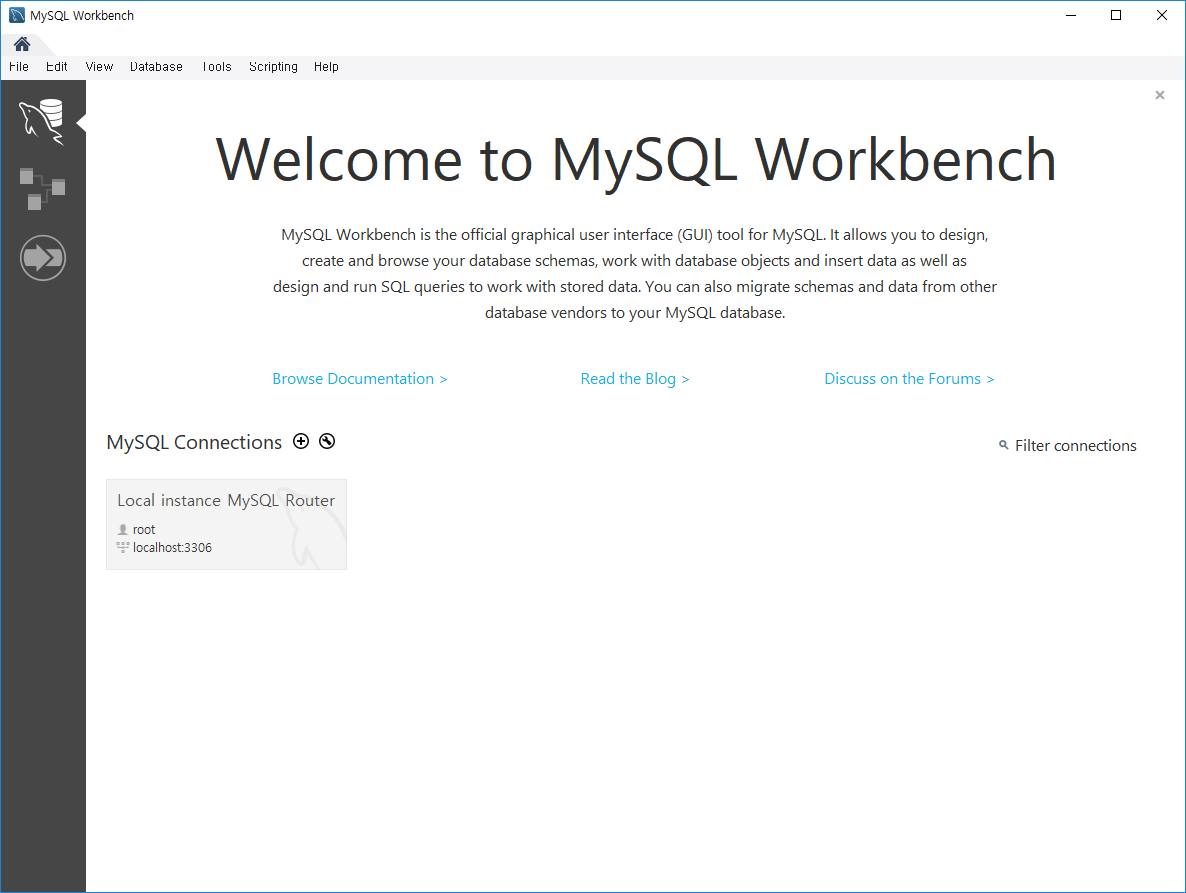 MySQL Workbench
File Edit View Database Tools Scripting Help
Welcome to MySQL Workbench
MySQL Workbench is the official graphical user interface (GUI) tool for MySQL. It allows you to design,
create and browse your database schemas, work with database objects and insert data as well as
design and run SQL queries to work with stored data. You can also migrate schemas and data from other
database vendors to your MySQL database.
Browse Documentation > Read the Blog > Discuss on the Forums >
MySQL Connections Filter connections
Local instance MySQL Router
root
localhost:3306